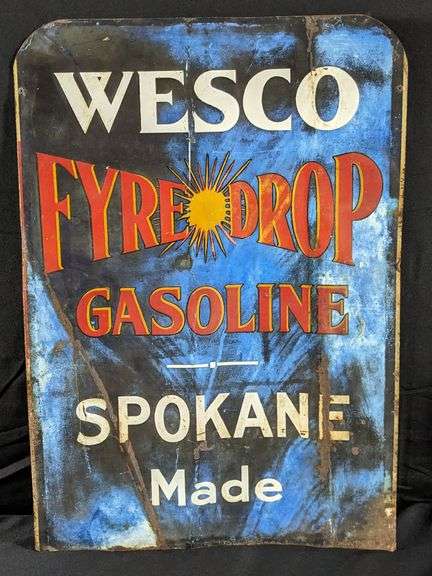 WESCO
FYRE DROP
GASOLINE
SPOKANE
Made